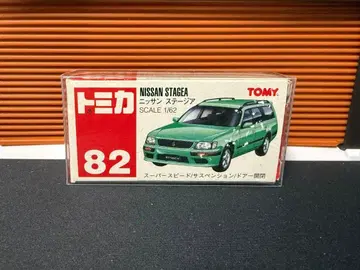 トミカ
82
NISSAN STAGEA
ニッサン ステージア
SCALE 1/62
TOMY
スーパースピード/サスペンション/ドアー開閉